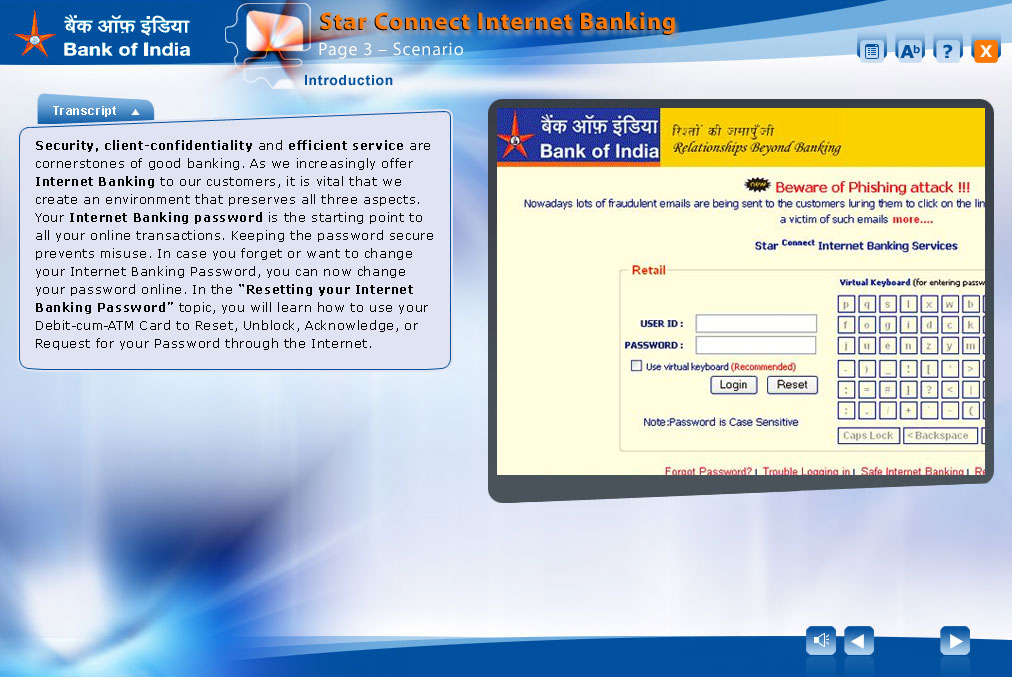 बैंक ऑफ़ इंडिया
Bank of India
Star Connect Internet Banking
Page 3 – Scenario
Introduction
Ab
?
X
Transcript
Security, client-confidentiality and efficient service are
cornerstones of good banking. As we increasingly offer
Internet Banking to our customers, it is vital that we
create an environment that preserves all three aspects.
Your Internet Banking password is the starting point to
all your online transactions. Keeping the password secure
prevents misuse. In case you forget or want to change
your Internet Banking Password, you can now change
your password online. In the “Resetting your Internet
Banking Password” topic, you will learn how to use your
Debit-cum-ATM Card to Reset, Unblock, Acknowledge, or
Request for your Password through the Internet.
बैंक ऑफ़ इंडिया
Bank of India
रिश्तों की जमापूँजी
Relationships Beyond Banking
new Beware of Phishing attack !!!
Nowadays lots of fraudulent emails are being sent to the customers luring them to click on the lin
a victim of such emails more....
Star Connect Internet Banking Services
Retail
Virtual Keyboard (for entering passw
p q s l x w b
USER ID :
f o g i d c k
PASSWORD :
j u e n z y m
Use virtual keyboard (Recommended)
- ) _ ! [ ' >
Login Reset
: = # ] ? < |
Note:Password is Case Sensitive
; . / + ` ~ (
Caps Lock < Backspace
Forgot Password? | Trouble Logging in | Safe Internet Banking | Re